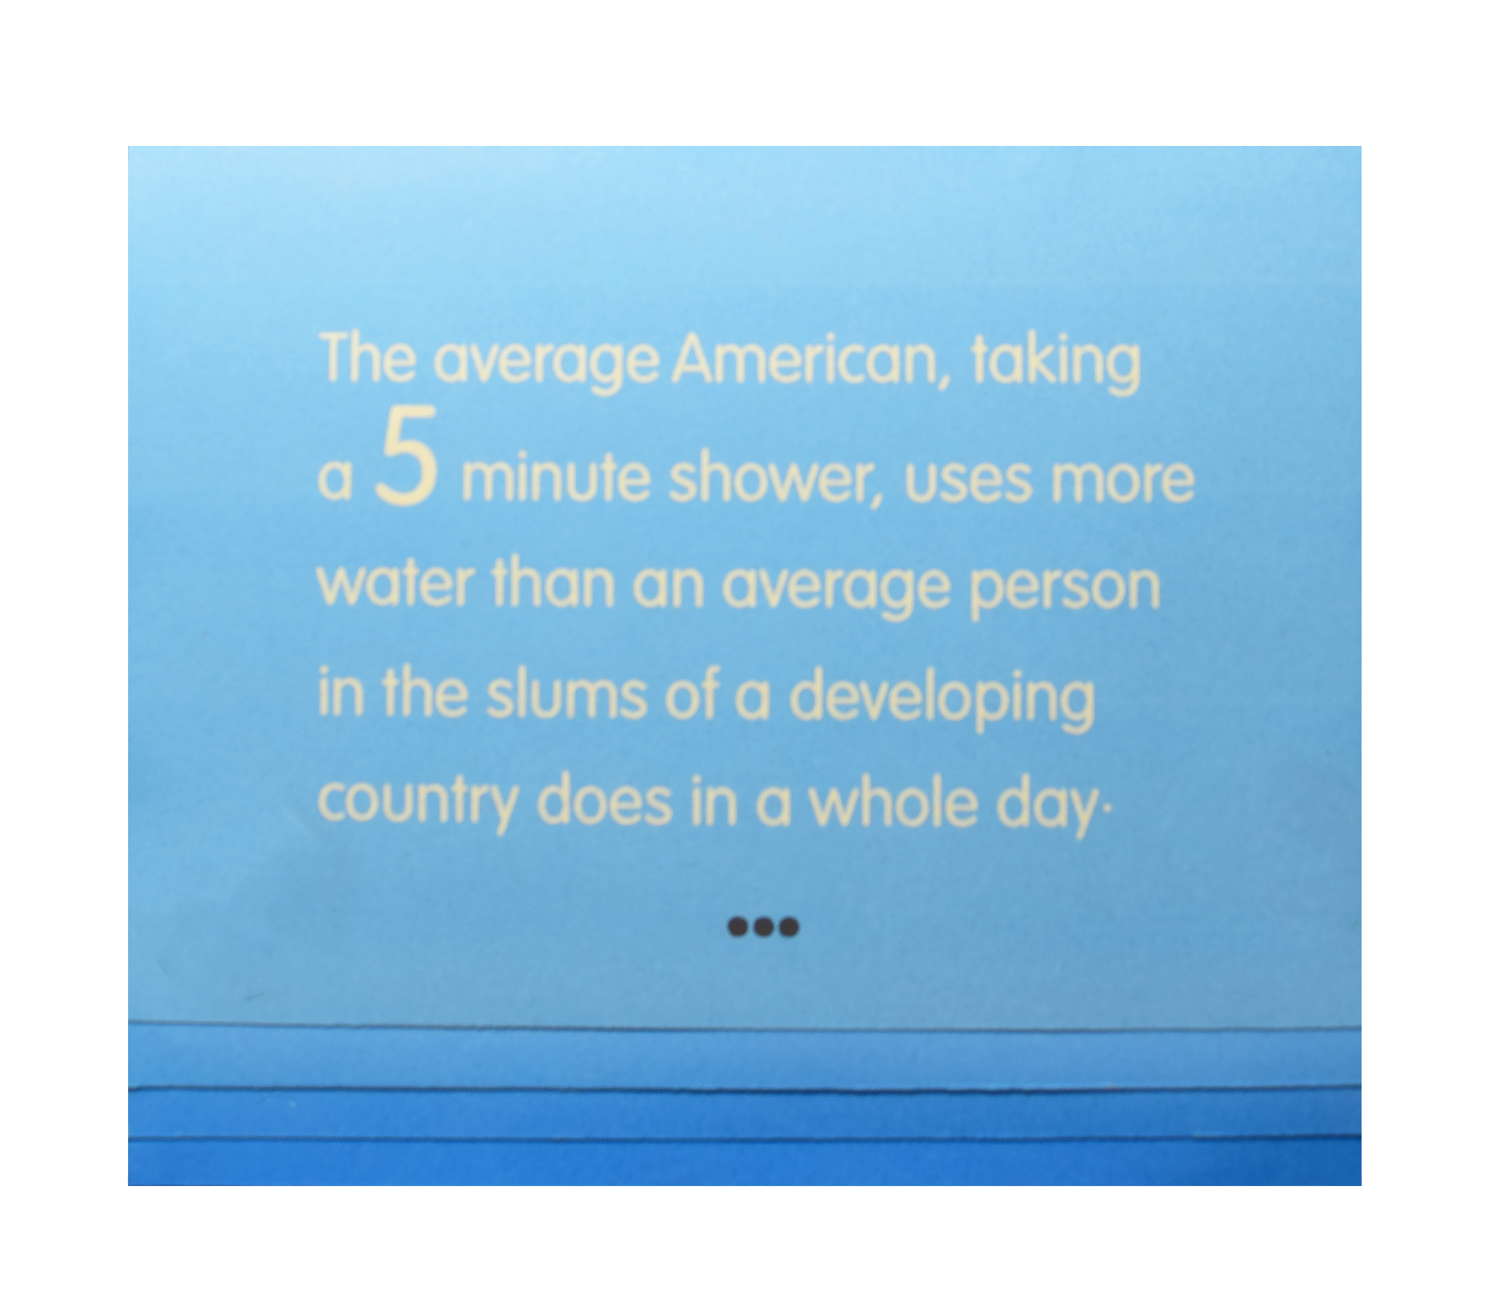 The average American, taking
a 5 minute shower, uses more
water than an average person
in the slums of a developing
country does in a whole day.